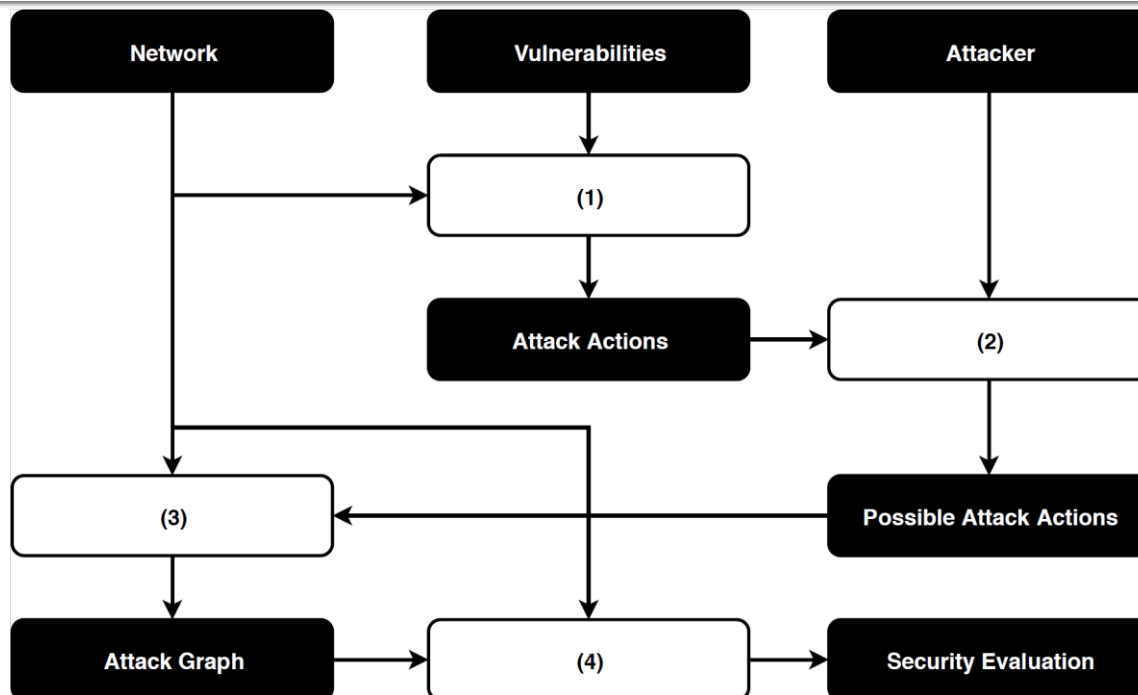 Network
Vulnerabilities
Attacker
(1)
Attack Actions
(2)
(3)
Possible Attack Actions
Attack Graph
(4)
Security Evaluation